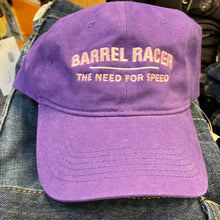 BARREL RACER
THE NEED FOR SPEED